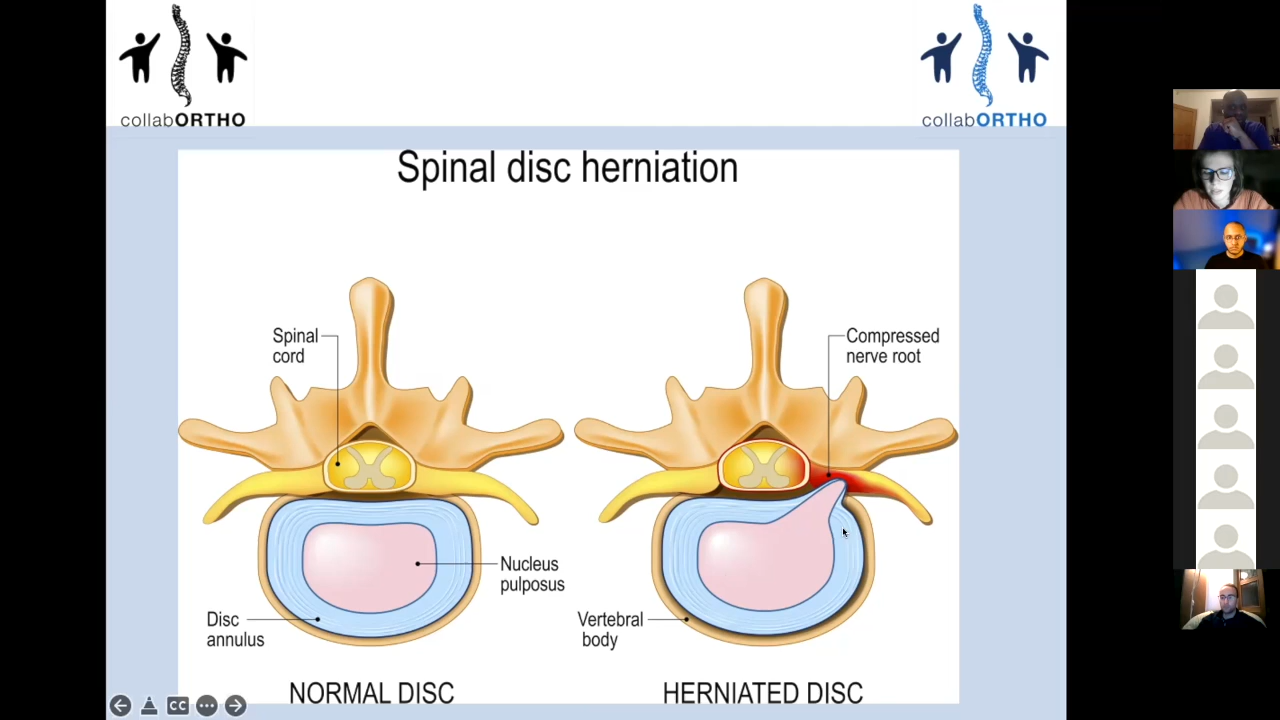 collabORTHO
collabORTHO
Spinal disc herniation
Spinal
cord
Compressed
nerve root
Nucleus
pulposus
Disc
annulus
Vertebral
body
NORMAL DISC
HERNIATED DISC
CC